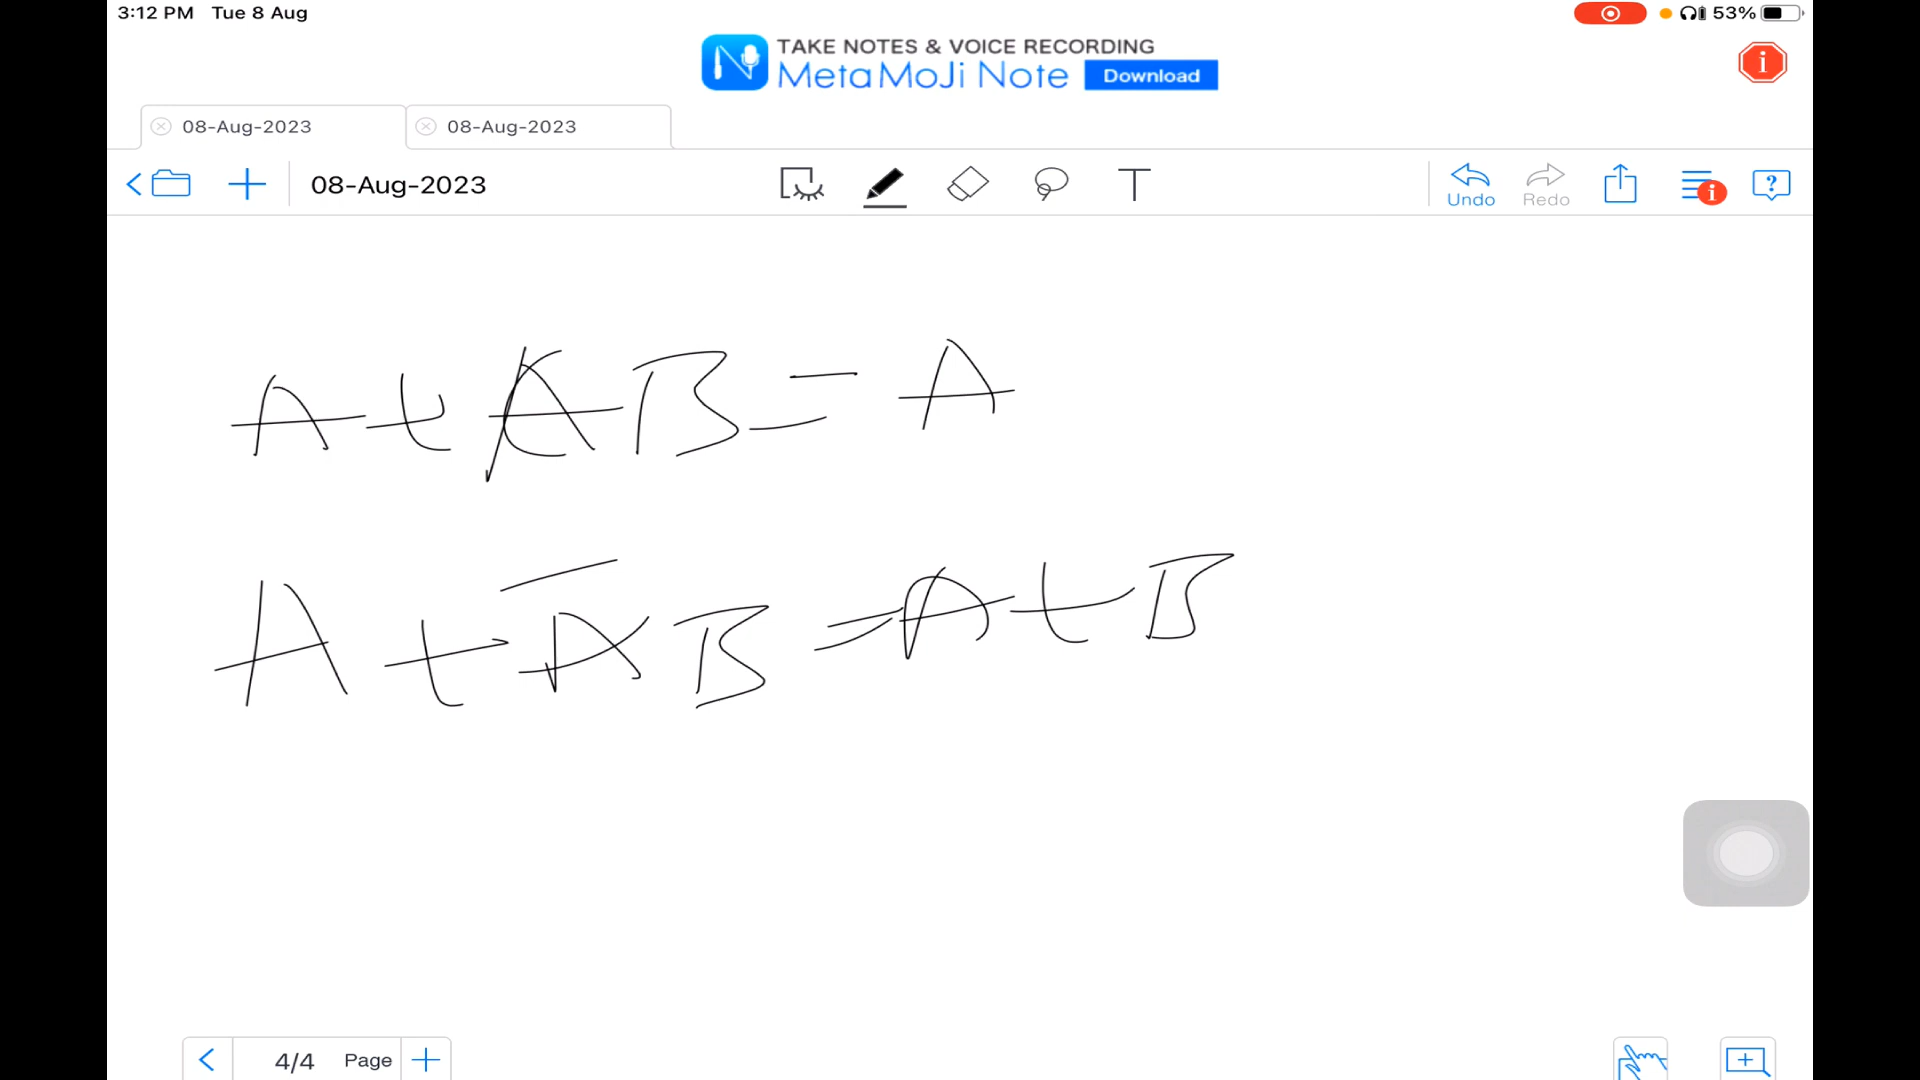 3:12 PM Tue 8 Aug 53%
TAKE NOTES & VOICE RECORDING
MetaMoJi Note Download
08-Aug-2023 08-Aug-2023
08-Aug-2023 T Undo Redo
A + AB = A
A + A̅B = A + B
4/4 Page